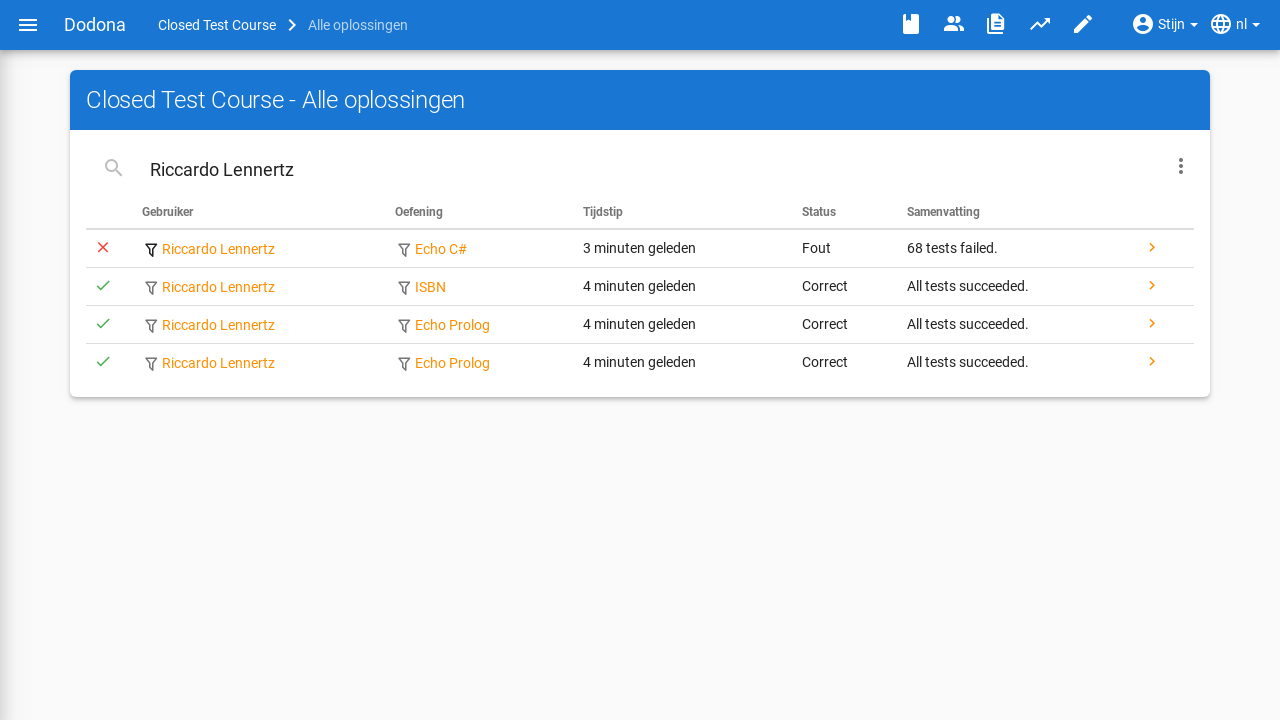 Dodona Closed Test Course Alle oplossingen Stijn nl
Closed Test Course - Alle oplossingen
Riccardo Lennertz
Gebruiker Oefening Tijdstip Status Samenvatting
Riccardo Lennertz Echo C# 3 minuten geleden Fout 68 tests failed.
Riccardo Lennertz ISBN 4 minuten geleden Correct All tests succeeded.
Riccardo Lennertz Echo Prolog 4 minuten geleden Correct All tests succeeded.
Riccardo Lennertz Echo Prolog 4 minuten geleden Correct All tests succeeded.